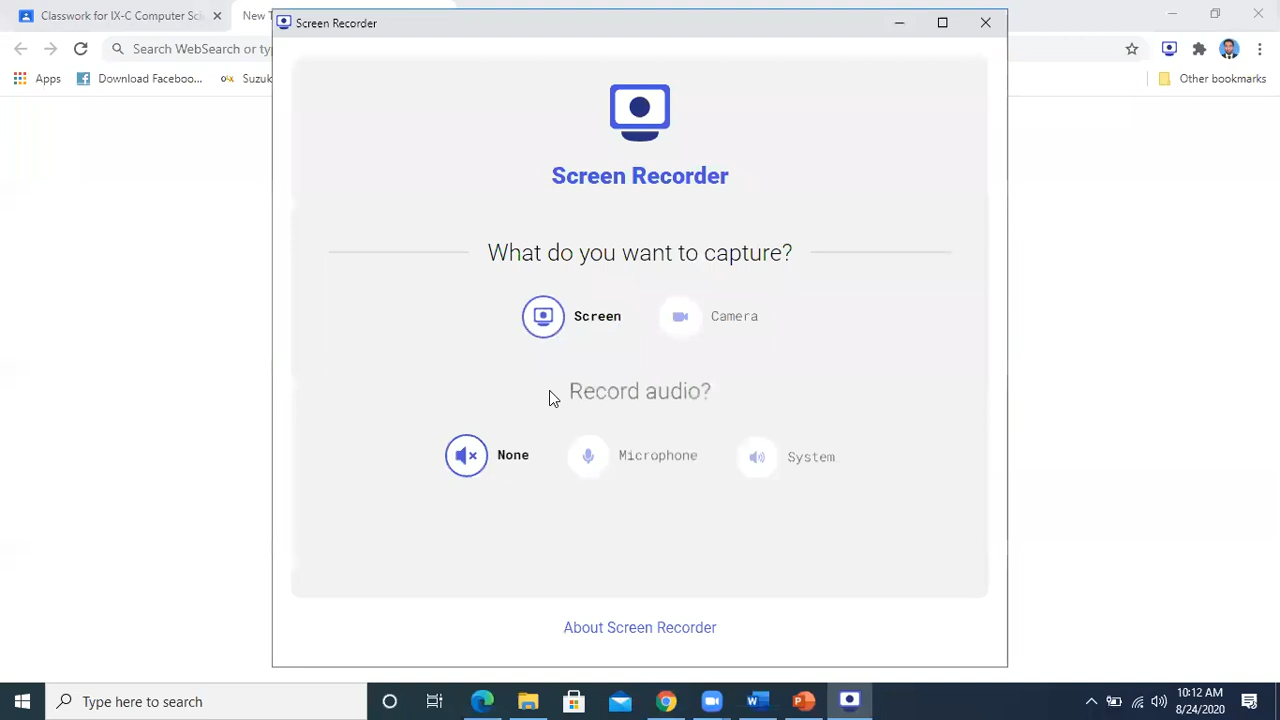 Classwork for IX-C Computer Sci
New T
Screen Recorder
Search WebSearch or ty
Apps
Download Faceboo...
Suzuk
Other bookmarks
Screen Recorder
What do you want to capture?
Screen
Camera
Record audio?
None
Microphone
System
About Screen Recorder
Type here to search
10:12 AM
8/24/2020